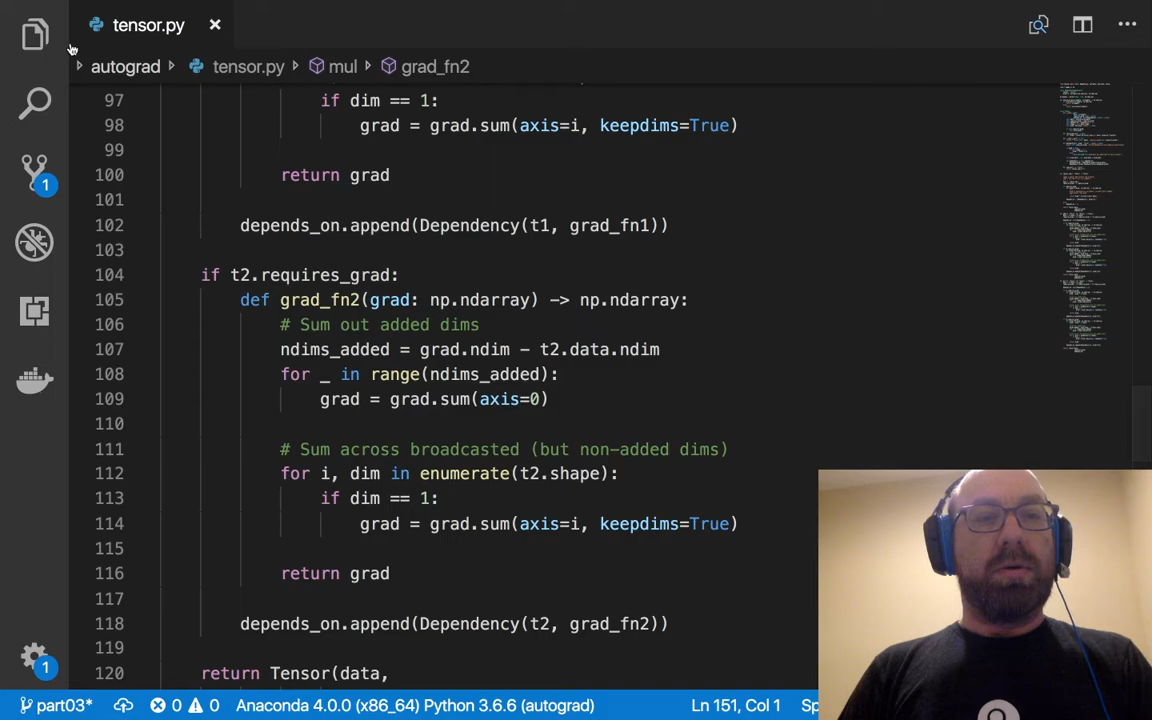 tensor.py
autograd tensor.py mul grad_fn2
97 if dim == 1:
98 grad = grad.sum(axis=i, keepdims=True)
99
100 return grad
101
102 depends_on.append(Dependency(t1, grad_fn1))
103
104 if t2.requires_grad:
105 def grad_fn2(grad: np.ndarray) -> np.ndarray:
106 # Sum out added dims
107 ndims_added = grad.ndim - t2.data.ndim
108 for _ in range(ndims_added):
109 grad = grad.sum(axis=0)
110
111 # Sum across broadcasted (but non-added dims)
112 for i, dim in enumerate(t2.shape):
113 if dim == 1:
114 grad = grad.sum(axis=i, keepdims=True)
115
116 return grad
117
118 depends_on.append(Dependency(t2, grad_fn2))
119
120 return Tensor(data,
1
1
part03* 0 0 Anaconda 4.0.0 (x86_64) Python 3.6.6 (autograd) Ln 151, Col 1 Sp